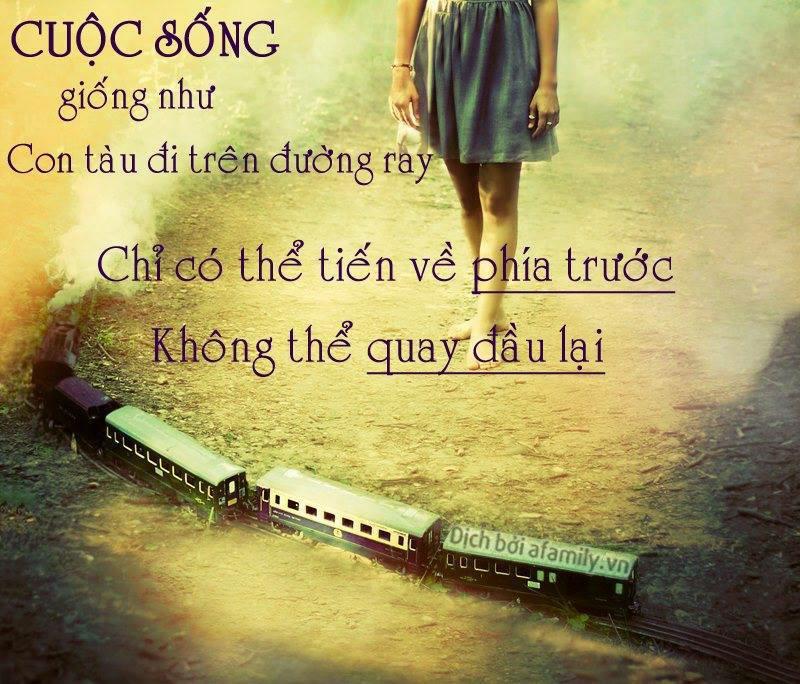 CUỘC SỐNG
giống như
Con tàu đi trên đường ray
Chỉ có thể tiến về phía trước
Không thể quay đầu lại
Dịch bởi afamily.vn